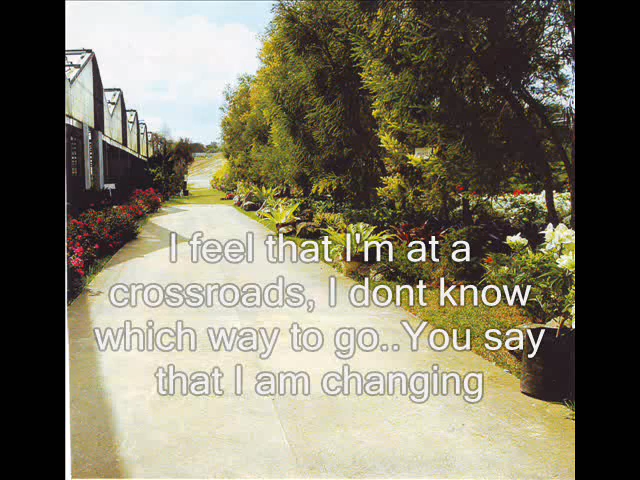 I feel that I'm at a
crossroads, I dont know
which way to go..You say
that I am changing